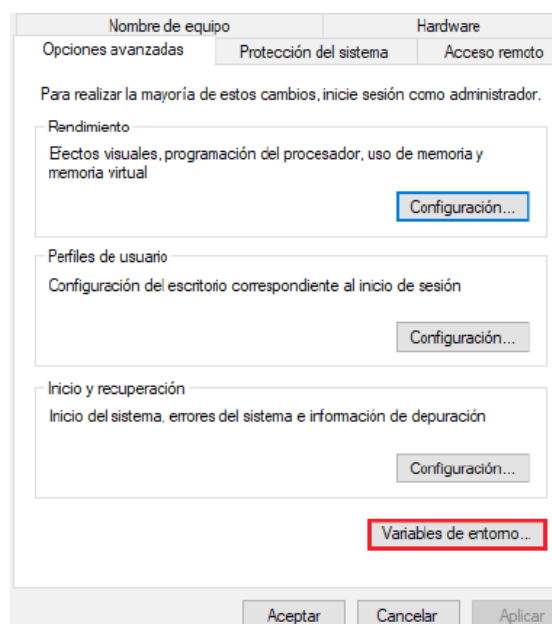 Nombre de equipo Hardware
Opciones avanzadas Protección del sistema Acceso remoto
Para realizar la mayoría de estos cambios, inicie sesión como administrador.
Rendimiento
Efectos visuales, programación del procesador, uso de memoria y
memoria virtual
Configuración...
Perfiles de usuario
Configuración del escritorio correspondiente al inicio de sesión
Configuración...
Inicio y recuperación
Inicio del sistema, errores del sistema e información de depuración
Configuración...
Variables de entorno...
Aceptar Cancelar Aplicar